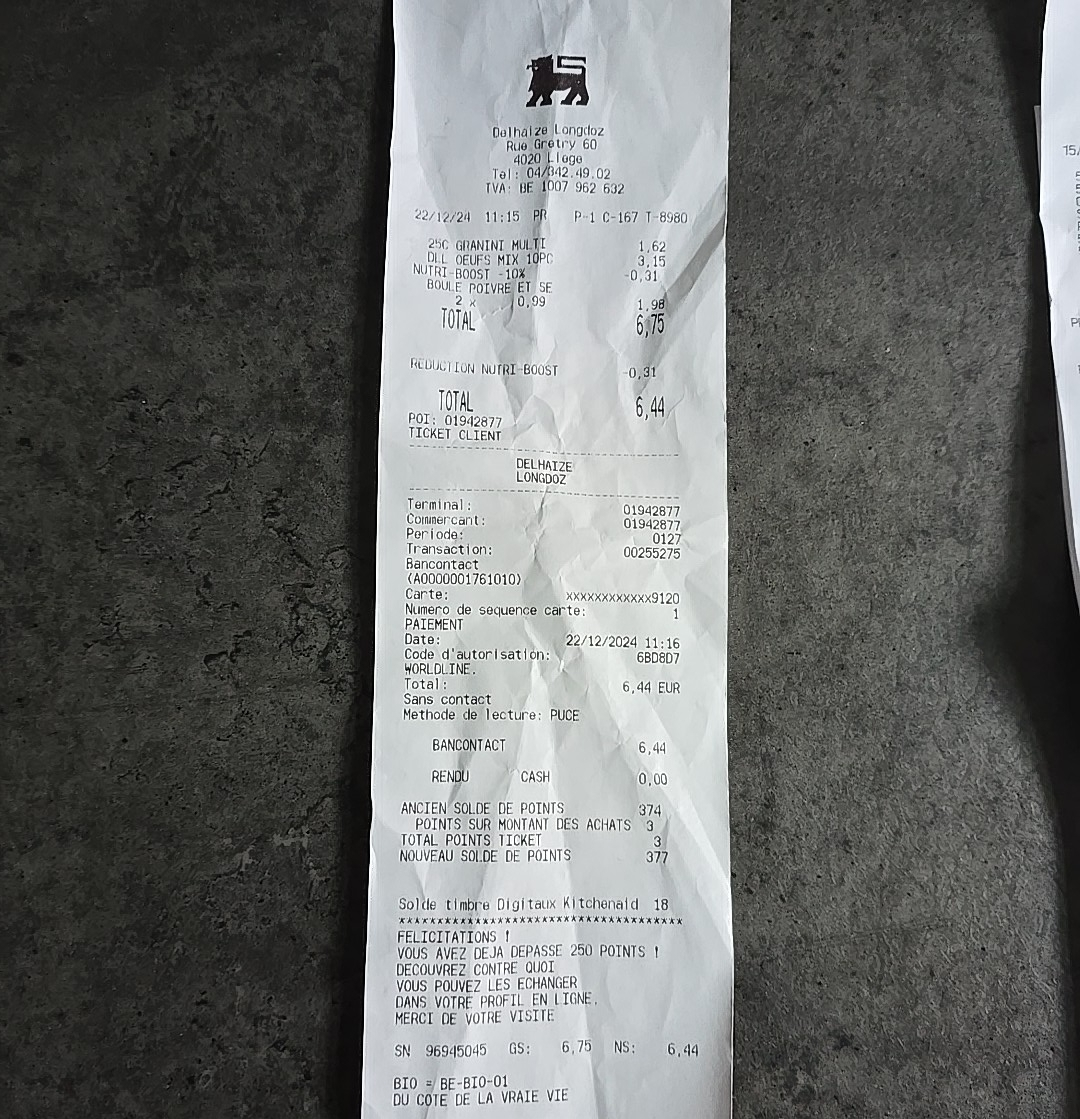 Delhaize Longdoz
Rue Gretry 60
4020 Liege
Tel: 04/342.49.02
TVA: BE 1007 962 632
22/12/24 11:15 PR P-1 C-167 T-8980
25C GRANINI MULTI 1,62
DLL OEUFS MIX 10PC 3,15
NUTRI-BOOST -10% -0,31
BOULE POIVRE ET SE
2 x 0,99 1,98
TOTAL 6,75
REDUCTION NUTRI-BOOST -0,31
TOTAL 6,44
POI: 01942877
TICKET CLIENT
DELHAIZE
LONGDOZ
Terminal: 01942877
Commercant: 01942877
Periode: 0127
Transaction: 00255275
Bancontact
(A0000001761010)
Carte: xxxxxxxxxxxxx9120
Numero de sequence carte: 1
PAIEMENT
Date: 22/12/2024 11:16
Code d'autorisation: 6BD8D7
WORLDLINE.
Total: 6,44 EUR
Sans contact
Methode de lecture: PUCE
BANCONTACT 6,44
RENDU CASH 0,00
ANCIEN SOLDE DE POINTS 374
POINTS SUR MONTANT DES ACHATS 3
TOTAL POINTS TICKET 3
NOUVEAU SOLDE DE POINTS 377
Solde timbre Digitaux Kitchenaid 18
*************************************
FELICITATIONS !
VOUS AVEZ DEJA DEPASSE 250 POINTS !
DECOUVREZ CONTRE QUOI
VOUS POUVEZ LES ECHANGER
DANS VOTRE PROFIL EN LIGNE.
MERCI DE VOTRE VISITE
SN 96945045 GS: 6,75 NS: 6,44
BIO = BE-BIO-01
DU COTE DE LA VRAIE VIE